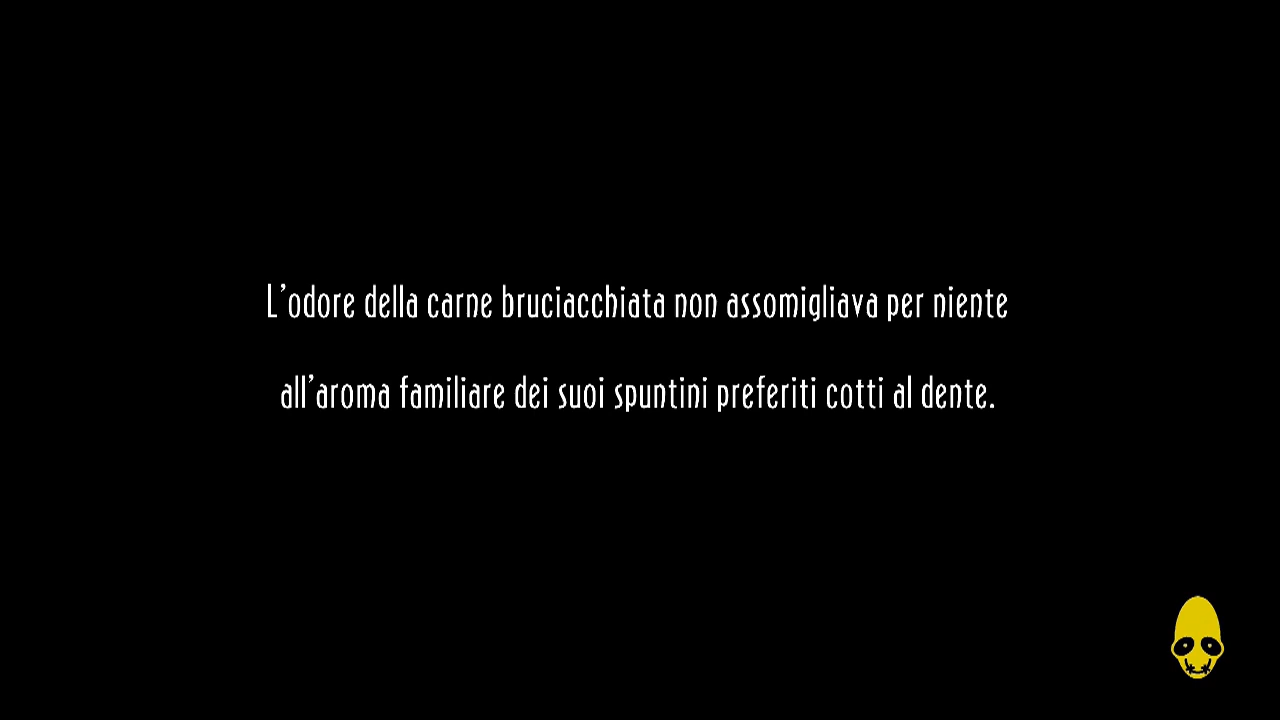 L'odore della carne bruciacchiata non assomigliava per niente
all'aroma familiare dei suoi spuntini preferiti cotti al dente.